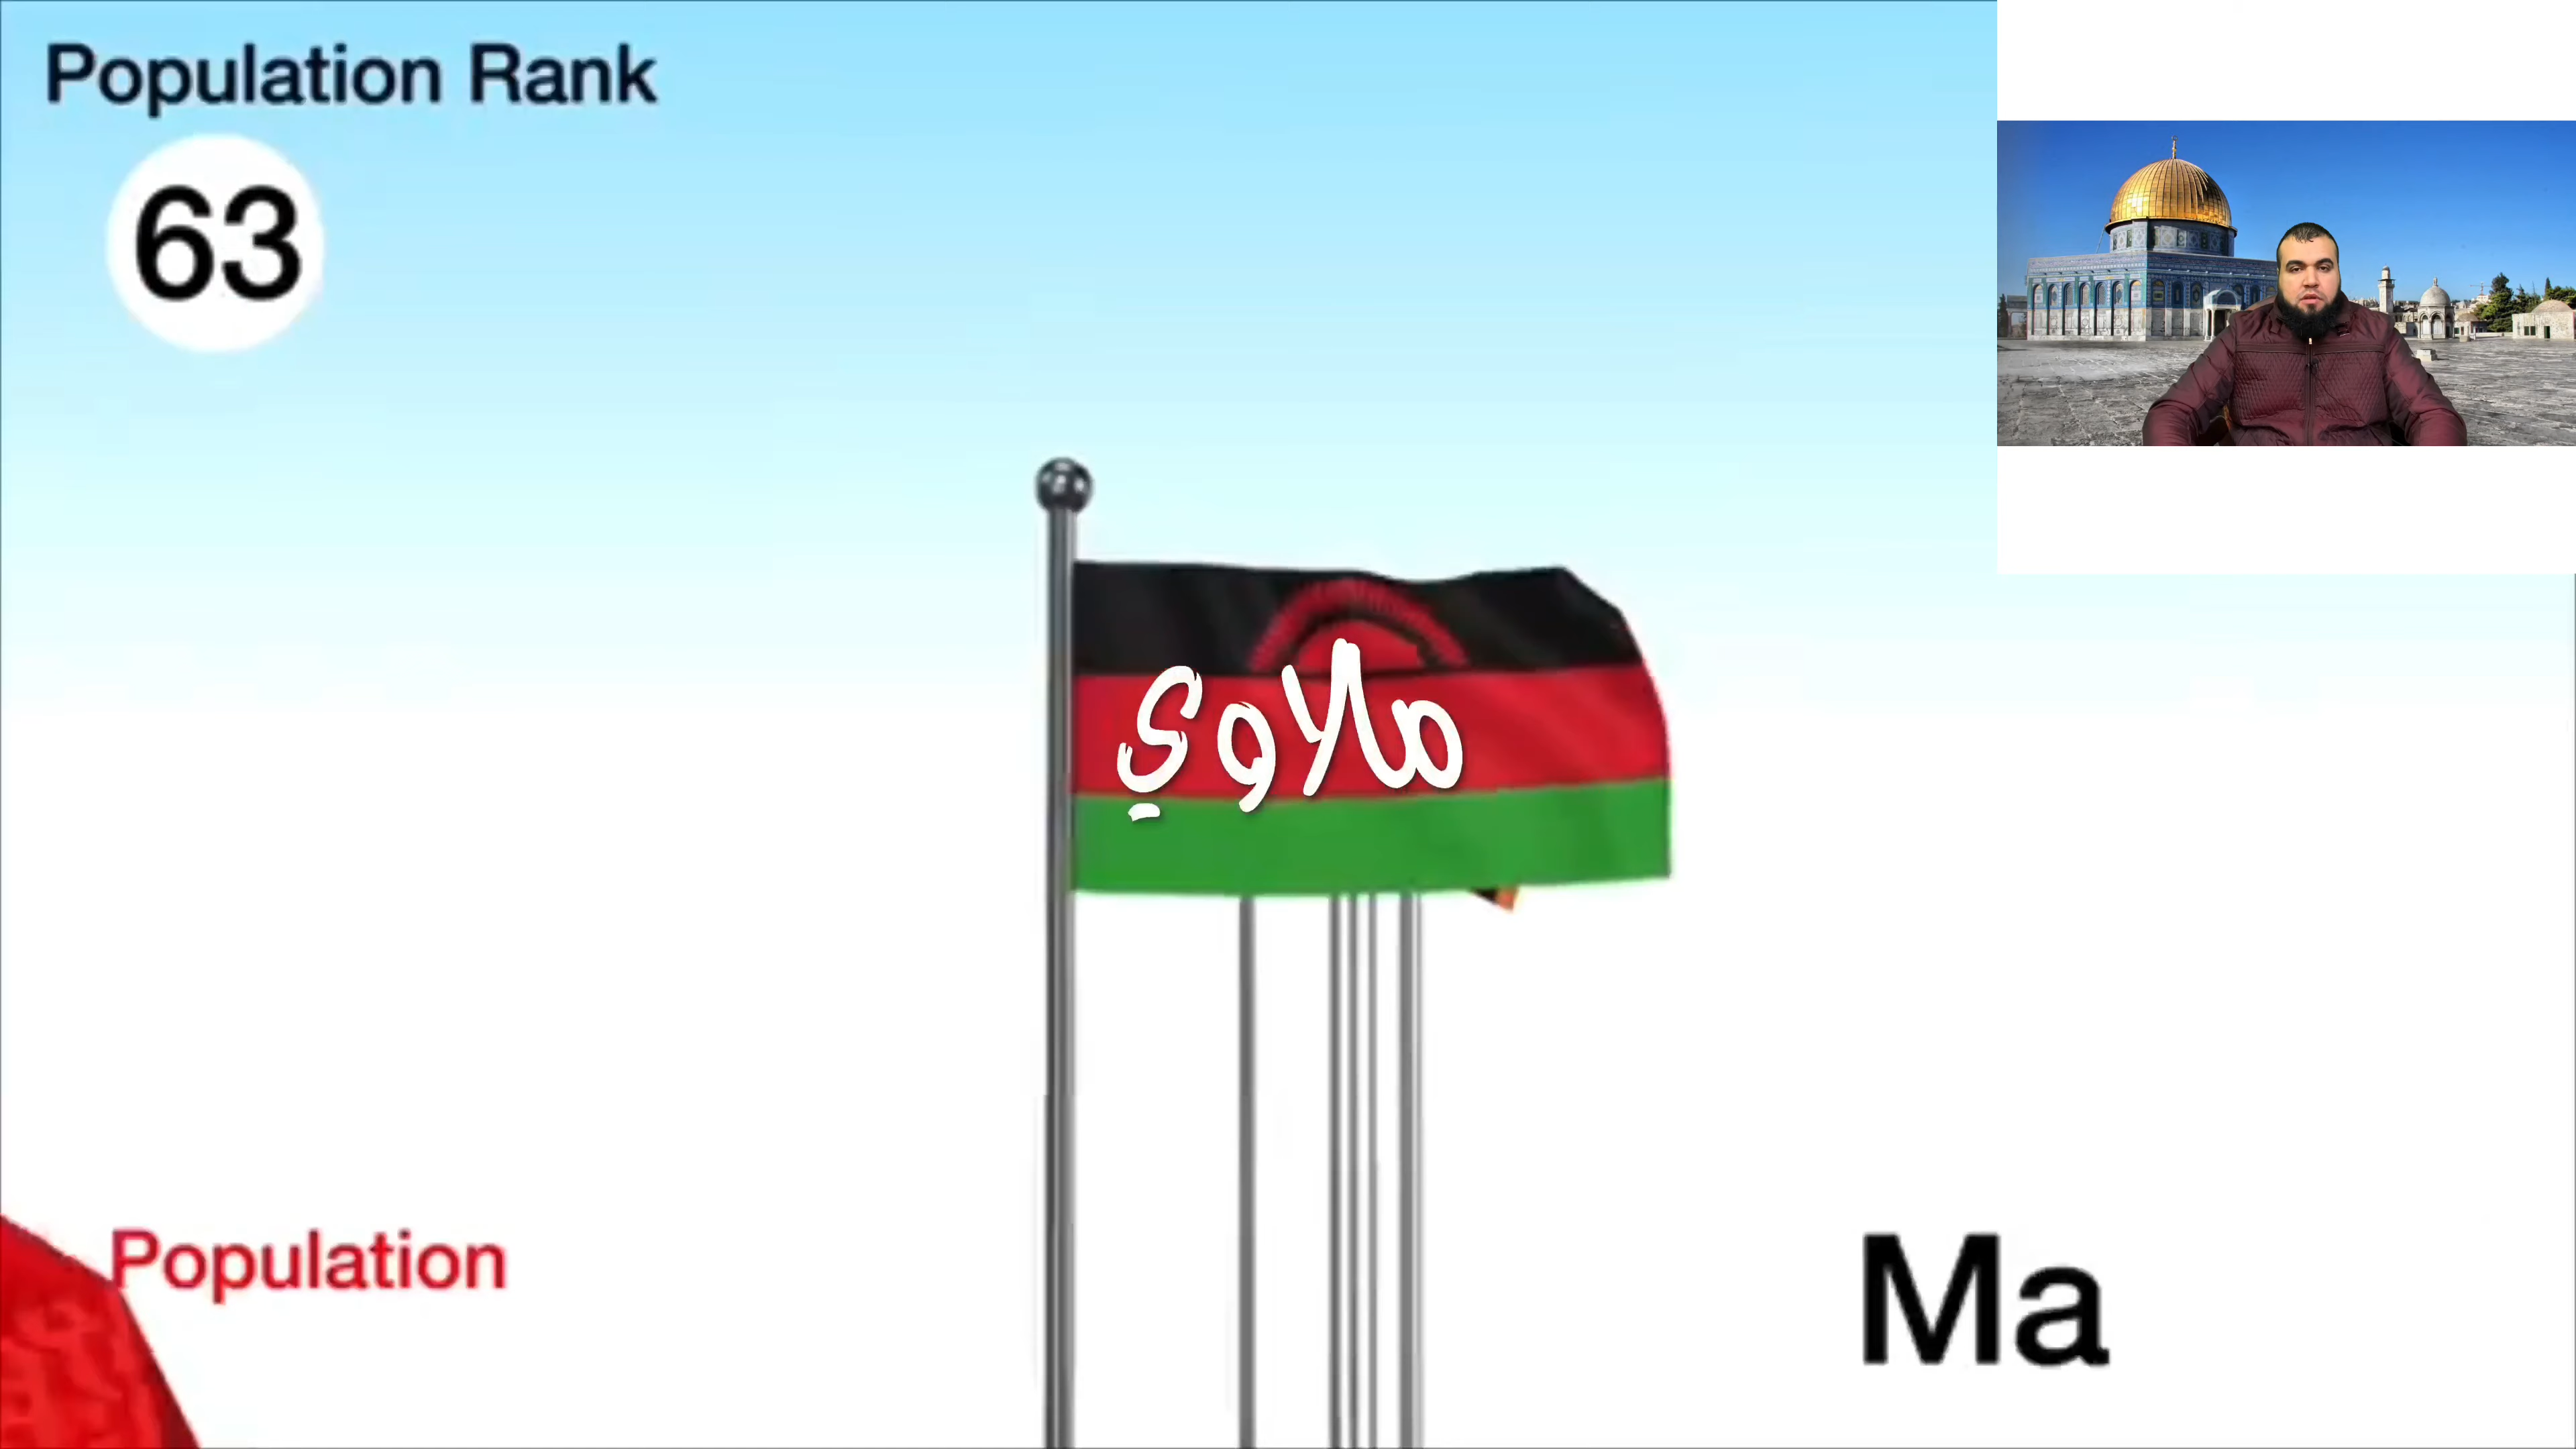 Population Rank
63
ملاوي
Population
Ma